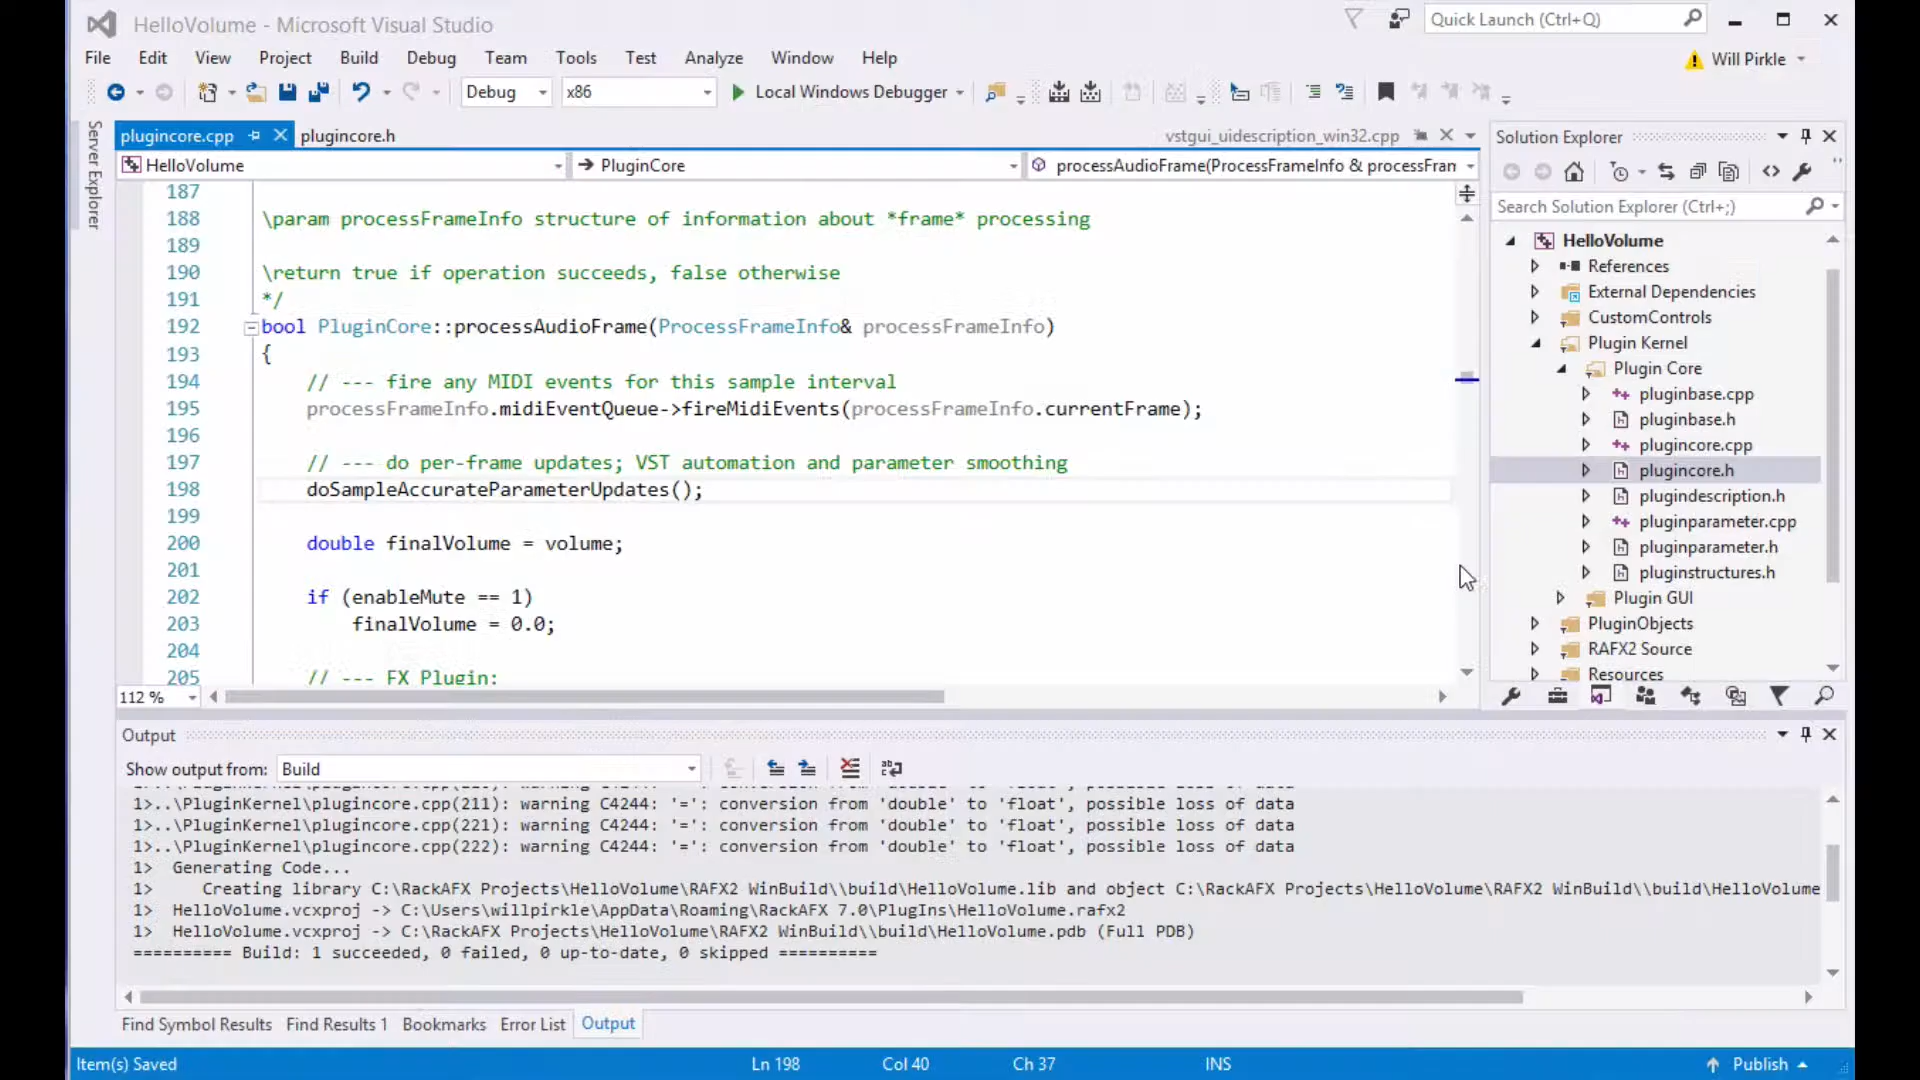 HelloVolume - Microsoft Visual Studio
Quick Launch (Ctrl+Q)
File Edit View Project Build Debug Team Tools Test Analyze Window Help
Will Pirkle
Debug x86 Local Windows Debugger
Server Explorer
plugincore.cpp plugincore.h vstgui_uidescription_win32.cpp
HelloVolume PluginCore processAudioFrame(ProcessFrameInfo & processFram
187
188 \param processFrameInfo structure of information about *frame* processing
189
190 \return true if operation succeeds, false otherwise
191 */
192 bool PluginCore::processAudioFrame(ProcessFrameInfo& processFrameInfo)
193 {
194 // --- fire any MIDI events for this sample interval
195 processFrameInfo.midiEventQueue->fireMidiEvents(processFrameInfo.currentFrame);
196
197 // --- do per-frame updates; VST automation and parameter smoothing
198 doSampleAccurateParameterUpdates();
199
200 double finalVolume = volume;
201
202 if (enableMute == 1)
203 finalVolume = 0.0;
204
205 // --- FX Plugin:
112 %
Solution Explorer
Search Solution Explorer (Ctrl+;)
HelloVolume
References
External Dependencies
CustomControls
Plugin Kernel
Plugin Core
pluginbase.cpp
pluginbase.h
plugincore.cpp
plugincore.h
plugindescription.h
pluginparameter.cpp
pluginparameter.h
pluginstructures.h
Plugin GUI
PluginObjects
RAFX2 Source
Resources
Output
Show output from: Build
1>..\PluginKernel\plugincore.cpp(211): warning C4244: '=': conversion from 'double' to 'float', possible loss of data
1>..\PluginKernel\plugincore.cpp(221): warning C4244: '=': conversion from 'double' to 'float', possible loss of data
1>..\PluginKernel\plugincore.cpp(222): warning C4244: '=': conversion from 'double' to 'float', possible loss of data
1> Generating Code...
1> Creating library C:\RackAFX Projects\HelloVolume\RAFX2 WinBuild\\build\HelloVolume.lib and object C:\RackAFX Projects\HelloVolume\RAFX2 WinBuild\\build\HelloVolume
1> HelloVolume.vcxproj -> C:\Users\willpirkle\AppData\Roaming\RackAFX 7.0\PlugIns\HelloVolume.rafx2
1> HelloVolume.vcxproj -> C:\RackAFX Projects\HelloVolume\RAFX2 WinBuild\\build\HelloVolume.pdb (Full PDB)
========== Build: 1 succeeded, 0 failed, 0 up-to-date, 0 skipped ==========
Find Symbol Results Find Results 1 Bookmarks Error List Output
Item(s) Saved Ln 198 Col 40 Ch 37 INS Publish